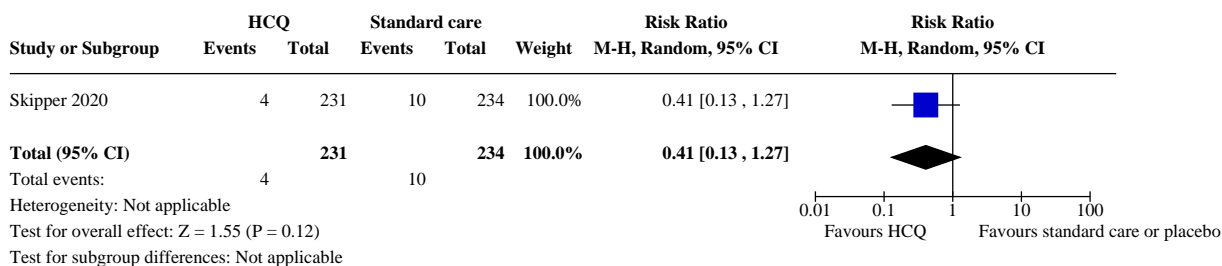 HCQ Standard care Risk Ratio Risk Ratio
Study or Subgroup Events Total Events Total Weight M-H, Random, 95% CI M-H, Random, 95% CI
Skipper 2020 4 231 10 234 100.0% 0.41 [0.13 , 1.27]
Total (95% CI) 231 234 100.0% 0.41 [0.13 , 1.27]
Total events: 4 10
Heterogeneity: Not applicable
0.01 0.1 1 10 100
Test for overall effect: Z = 1.55 (P = 0.12) Favours HCQ Favours standard care or placebo
Test for subgroup differences: Not applicable